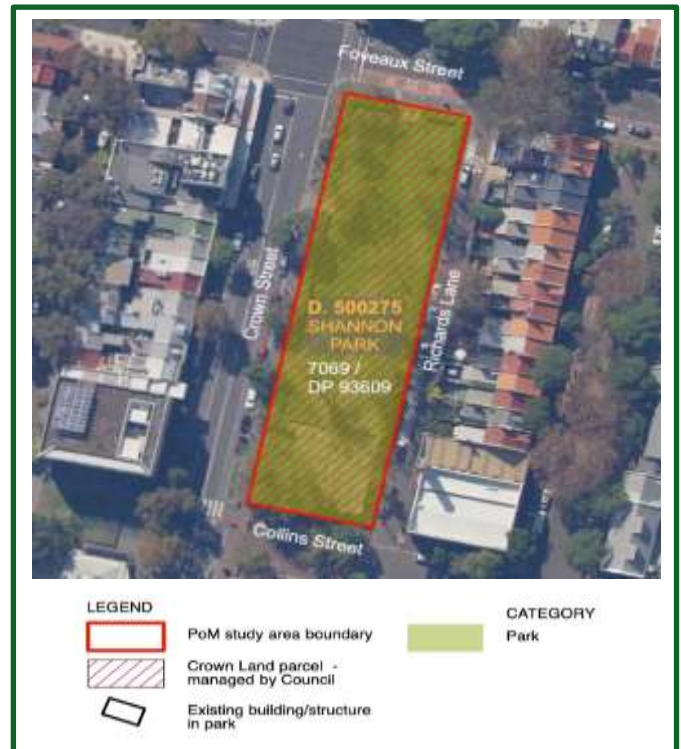 Foveaux Street
Crown Street
D. 500275
SHANNON
PARK
7069 /
DP 93609
Richards Lane
Collins Street
LEGEND
PoM study area boundary
Crown Land parcel -
managed by Council
Existing building/structure
in park
CATEGORY
Park